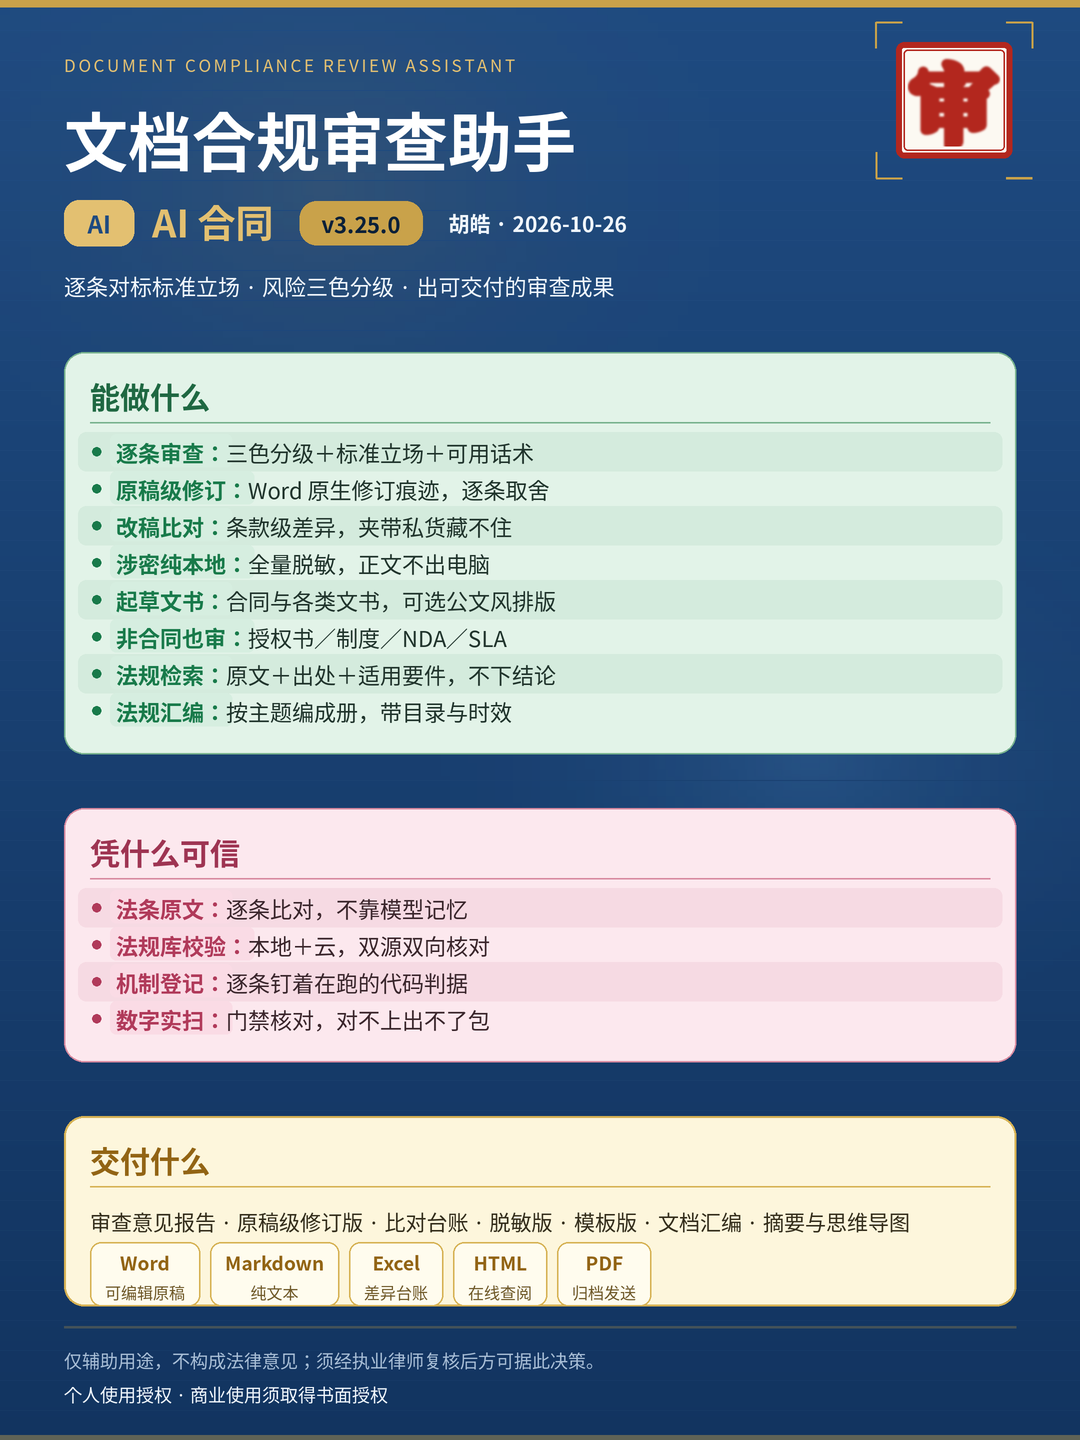 DOCUMENT COMPLIANCE REVIEW ASSISTANT
审
文档合规审查助手
AI AI 合同 v3.25.0 胡皓 · 2026-10-26
逐条对标标准立场 · 风险三色分级 · 出可交付的审查成果
能做什么
逐条审查：三色分级＋标准立场＋可用话术
原稿级修订：Word 原生修订痕迹，逐条取舍
改稿比对：条款级差异，夹带私货藏不住
涉密纯本地：全量脱敏，正文不出电脑
起草文书：合同与各类文书，可选公文风排版
非合同也审：授权书／制度／NDA／SLA
法规检索：原文＋出处＋适用要件，不下结论
法规汇编：按主题编成册，带目录与时效
凭什么可信
法条原文：逐条比对，不靠模型记忆
法规库校验：本地＋云，双源双向核对
机制登记：逐条钉着在跑的代码判据
数字实扫：门禁核对，对不上出不了包
交付什么
审查意见报告 · 原稿级修订版 · 比对台账 · 脱敏版 · 模板版 · 文档汇编 · 摘要与思维导图
Word Markdown Excel HTML PDF
可编辑原稿 纯文本 差异台账 在线查阅 归档发送
仅辅助用途，不构成法律意见；须经执业律师复核后方可据此决策。
个人使用授权 · 商业使用须取得书面授权